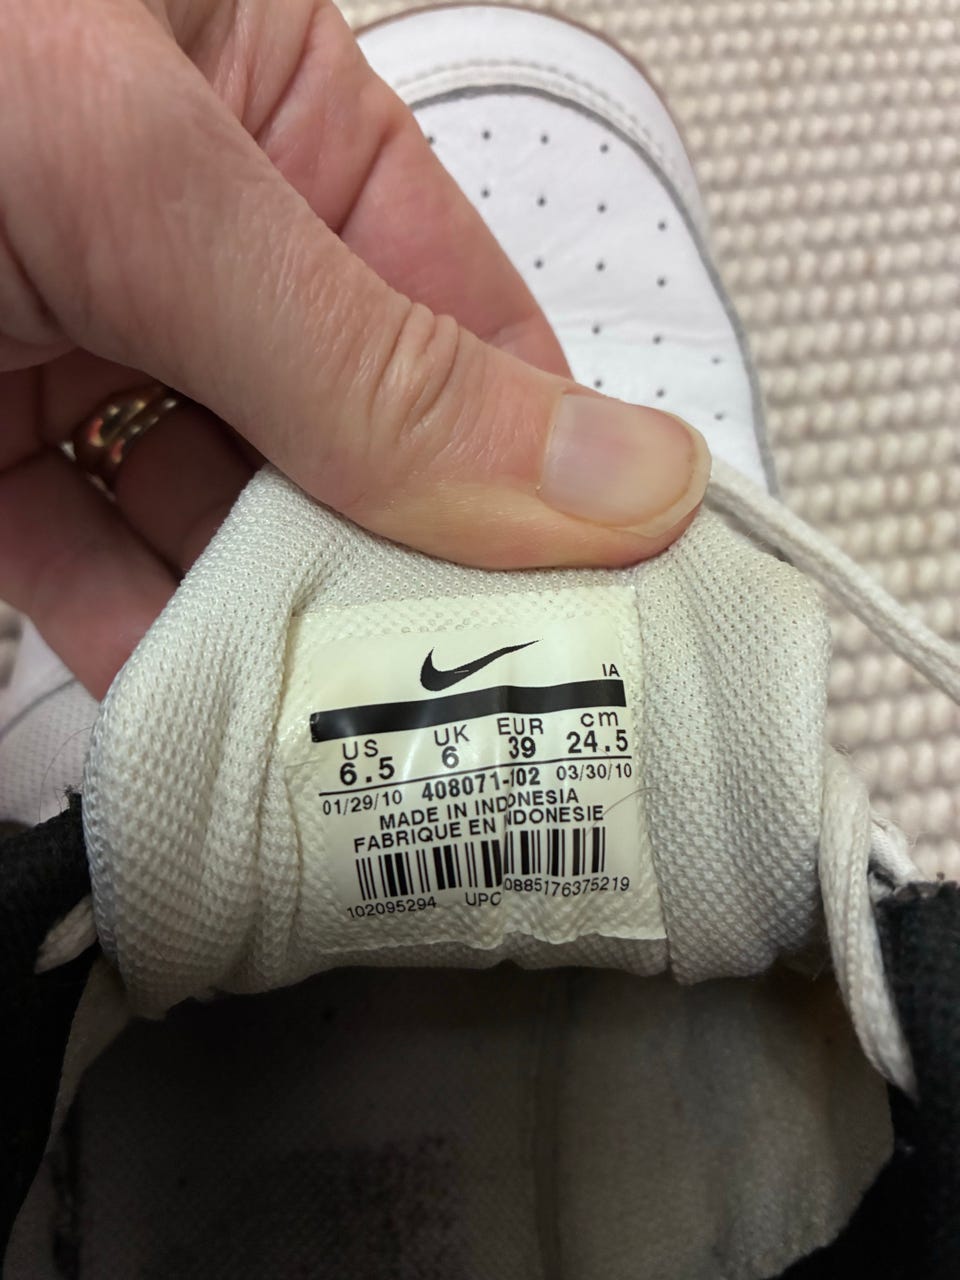 IA
US UK EUR cm
6.5 6 39 24.5
01/29/10 408071-102 03/30/10
MADE IN INDONESIA
FABRIQUE EN INDONESIE
102095294 UPC 0885176375219